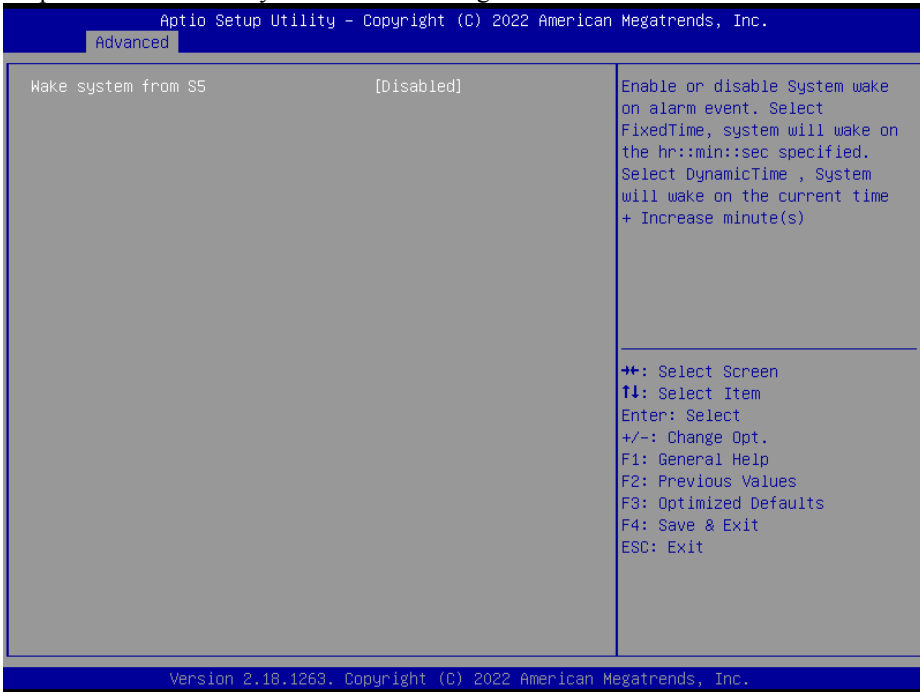 Aptio Setup Utility – Copyright (C) 2022 American Megatrends, Inc.
Advanced
Wake system from S5 [Disabled]
Enable or disable System wake
on alarm event. Select
FixedTime, system will wake on
the hr::min::sec specified.
Select DynamicTime , System
will wake on the current time
+ Increase minute(s)
→←: Select Screen
↑↓: Select Item
Enter: Select
+/-: Change Opt.
F1: General Help
F2: Previous Values
F3: Optimized Defaults
F4: Save & Exit
ESC: Exit
Version 2.18.1263. Copyright (C) 2022 American Megatrends, Inc.